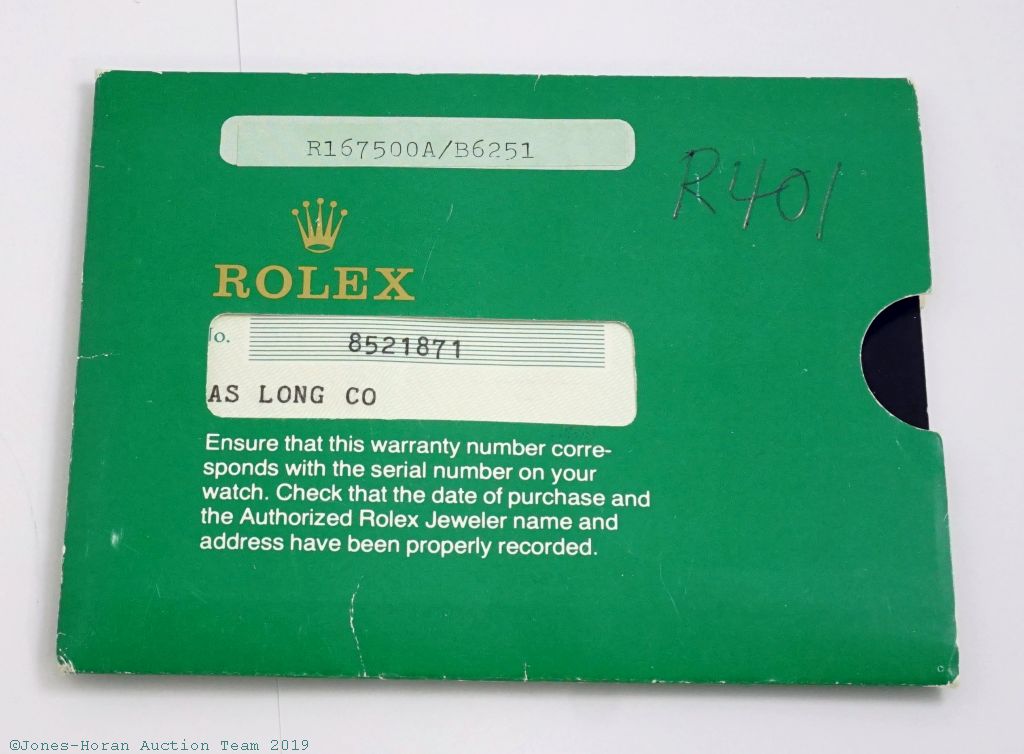 R167500A/B6251
R401
ROLEX
No.
8521871
AS LONG CO
Ensure that this warranty number corre-
sponds with the serial number on your
watch. Check that the date of purchase and
the Authorized Rolex Jeweler name and
address have been properly recorded.
©Jones-Horan Auction Team 2019